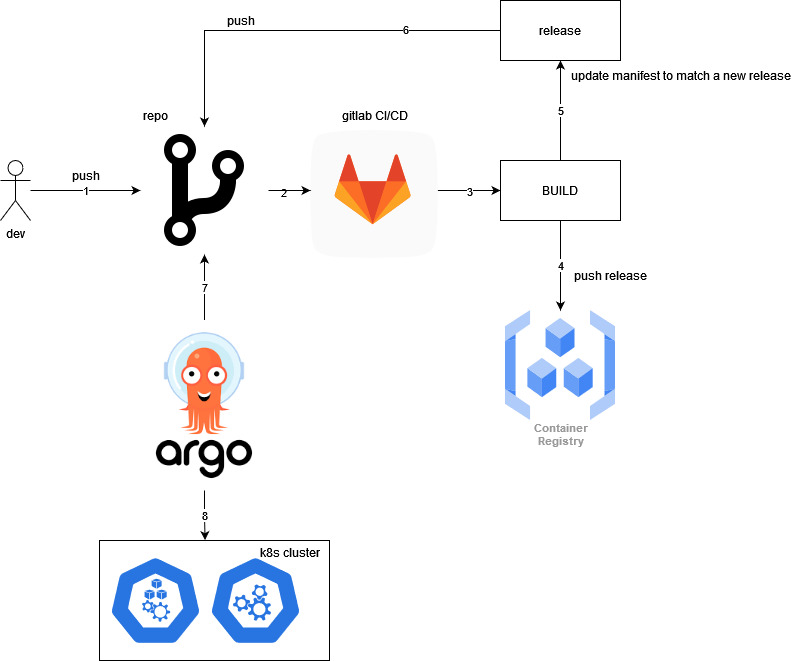 push
6
release
update manifest to match a new release
5
repo
gitlab CI/CD
push
1
2
3
BUILD
dev
4
push release
7
argo
Container
Registry
8
k8s cluster